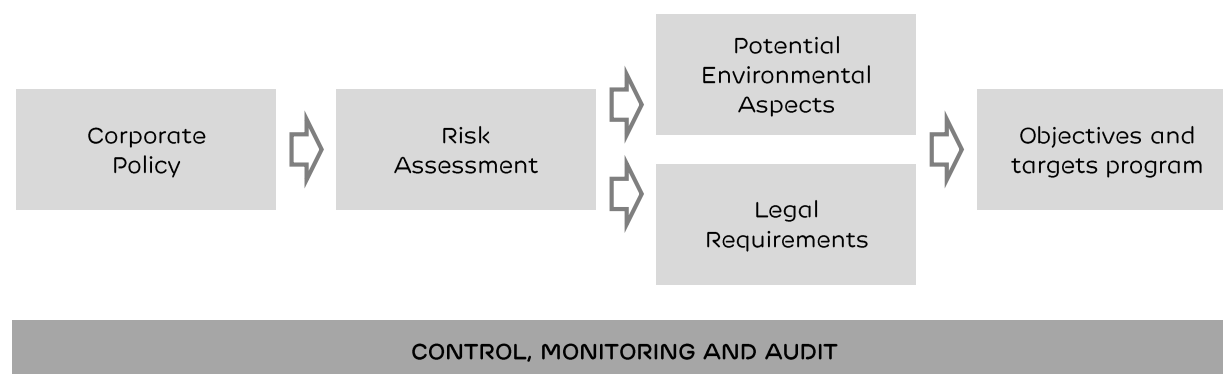 Corporate
Policy
Risk
Assessment
Potential
Environmental
Aspects
Legal
Requirements
Objectives and
targets program
CONTROL, MONITORING AND AUDIT